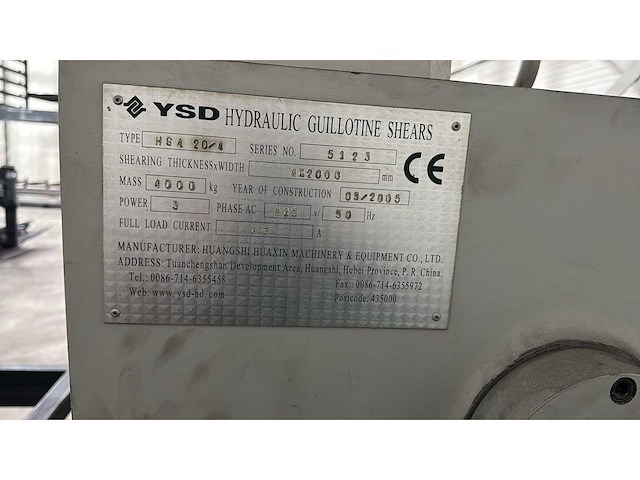 YSD HYDRAULIC GUILLOTINE SHEARS
TYPE HGA 20/4 SERIES NO. 5123
SHEARING THICKNESSxWIDTH 4X2000 mm
MASS 4000 kg YEAR OF CONSTRUCTION 03/2005
POWER 3 PHASE AC 425 V/ 50 Hz
FULL LOAD CURRENT A
MANUFACTURER: HUANGSHI HUAXIN MACHINERY & EQUIPMENT CO., LTD.
ADDRESS: Tuanchengshan Development Area, Huangshi, Hebei Province, P. R. China.
Tel.: 0086-714-6355458 Fax.: 0086-714-6355972
Web: www. ysd-hd. com Postcode: 435000
CE